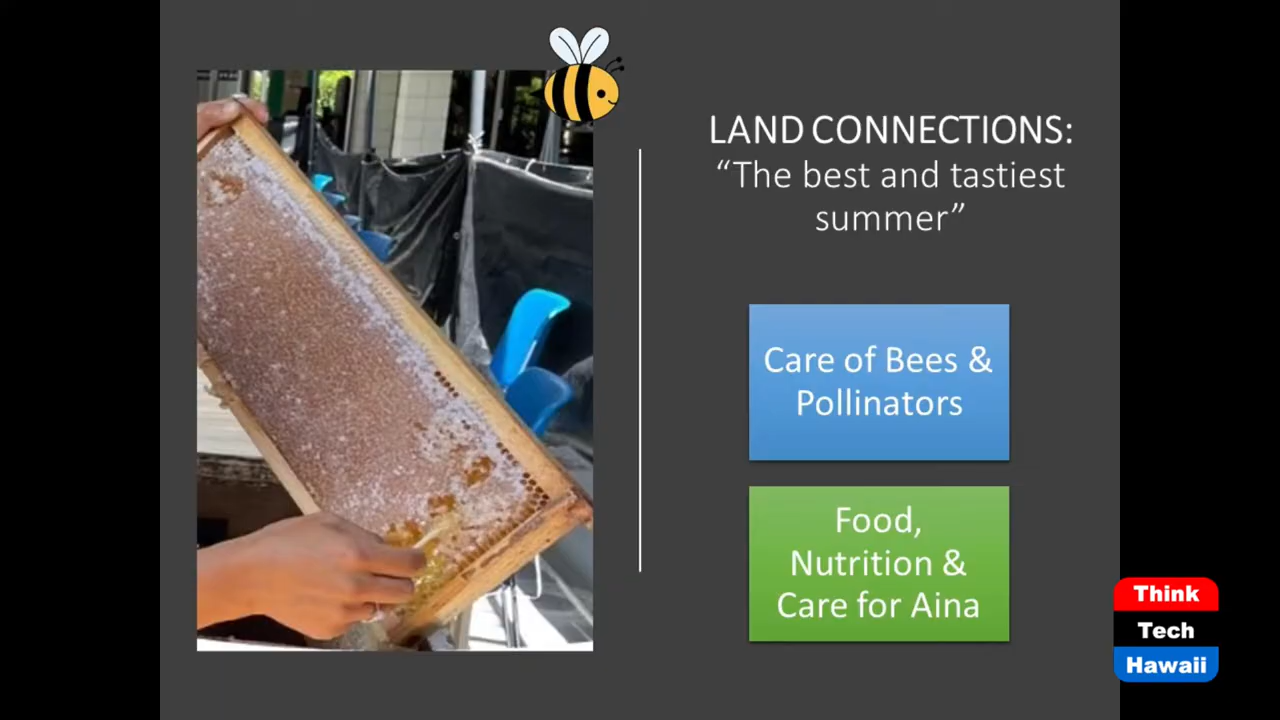 LAND CONNECTIONS:
“The best and tastiest
summer”
Care of Bees &
Pollinators
Food,
Nutrition &
Care for Aina
Think
Tech
Hawaii